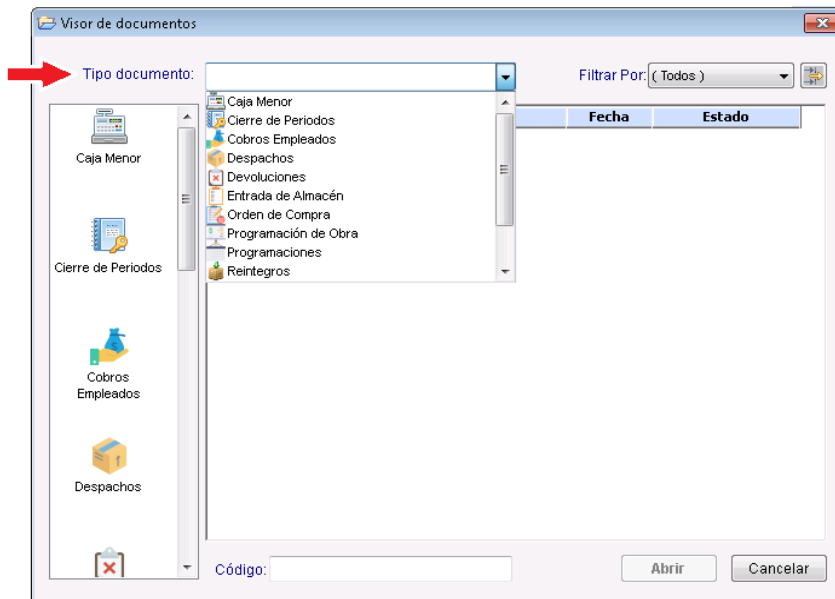 Visor de documentos
Tipo documento:
Filtrar Por: ( Todos )
Caja Menor
Cierre de Periodos
Cobros Empleados
Despachos
Devoluciones
Entrada de Almacén
Orden de Compra
Programación de Obra
Programaciones
Reintegros
Fecha Estado
Caja Menor
Cierre de Periodos
Cobros
Empleados
Despachos
Código:
Abrir Cancelar